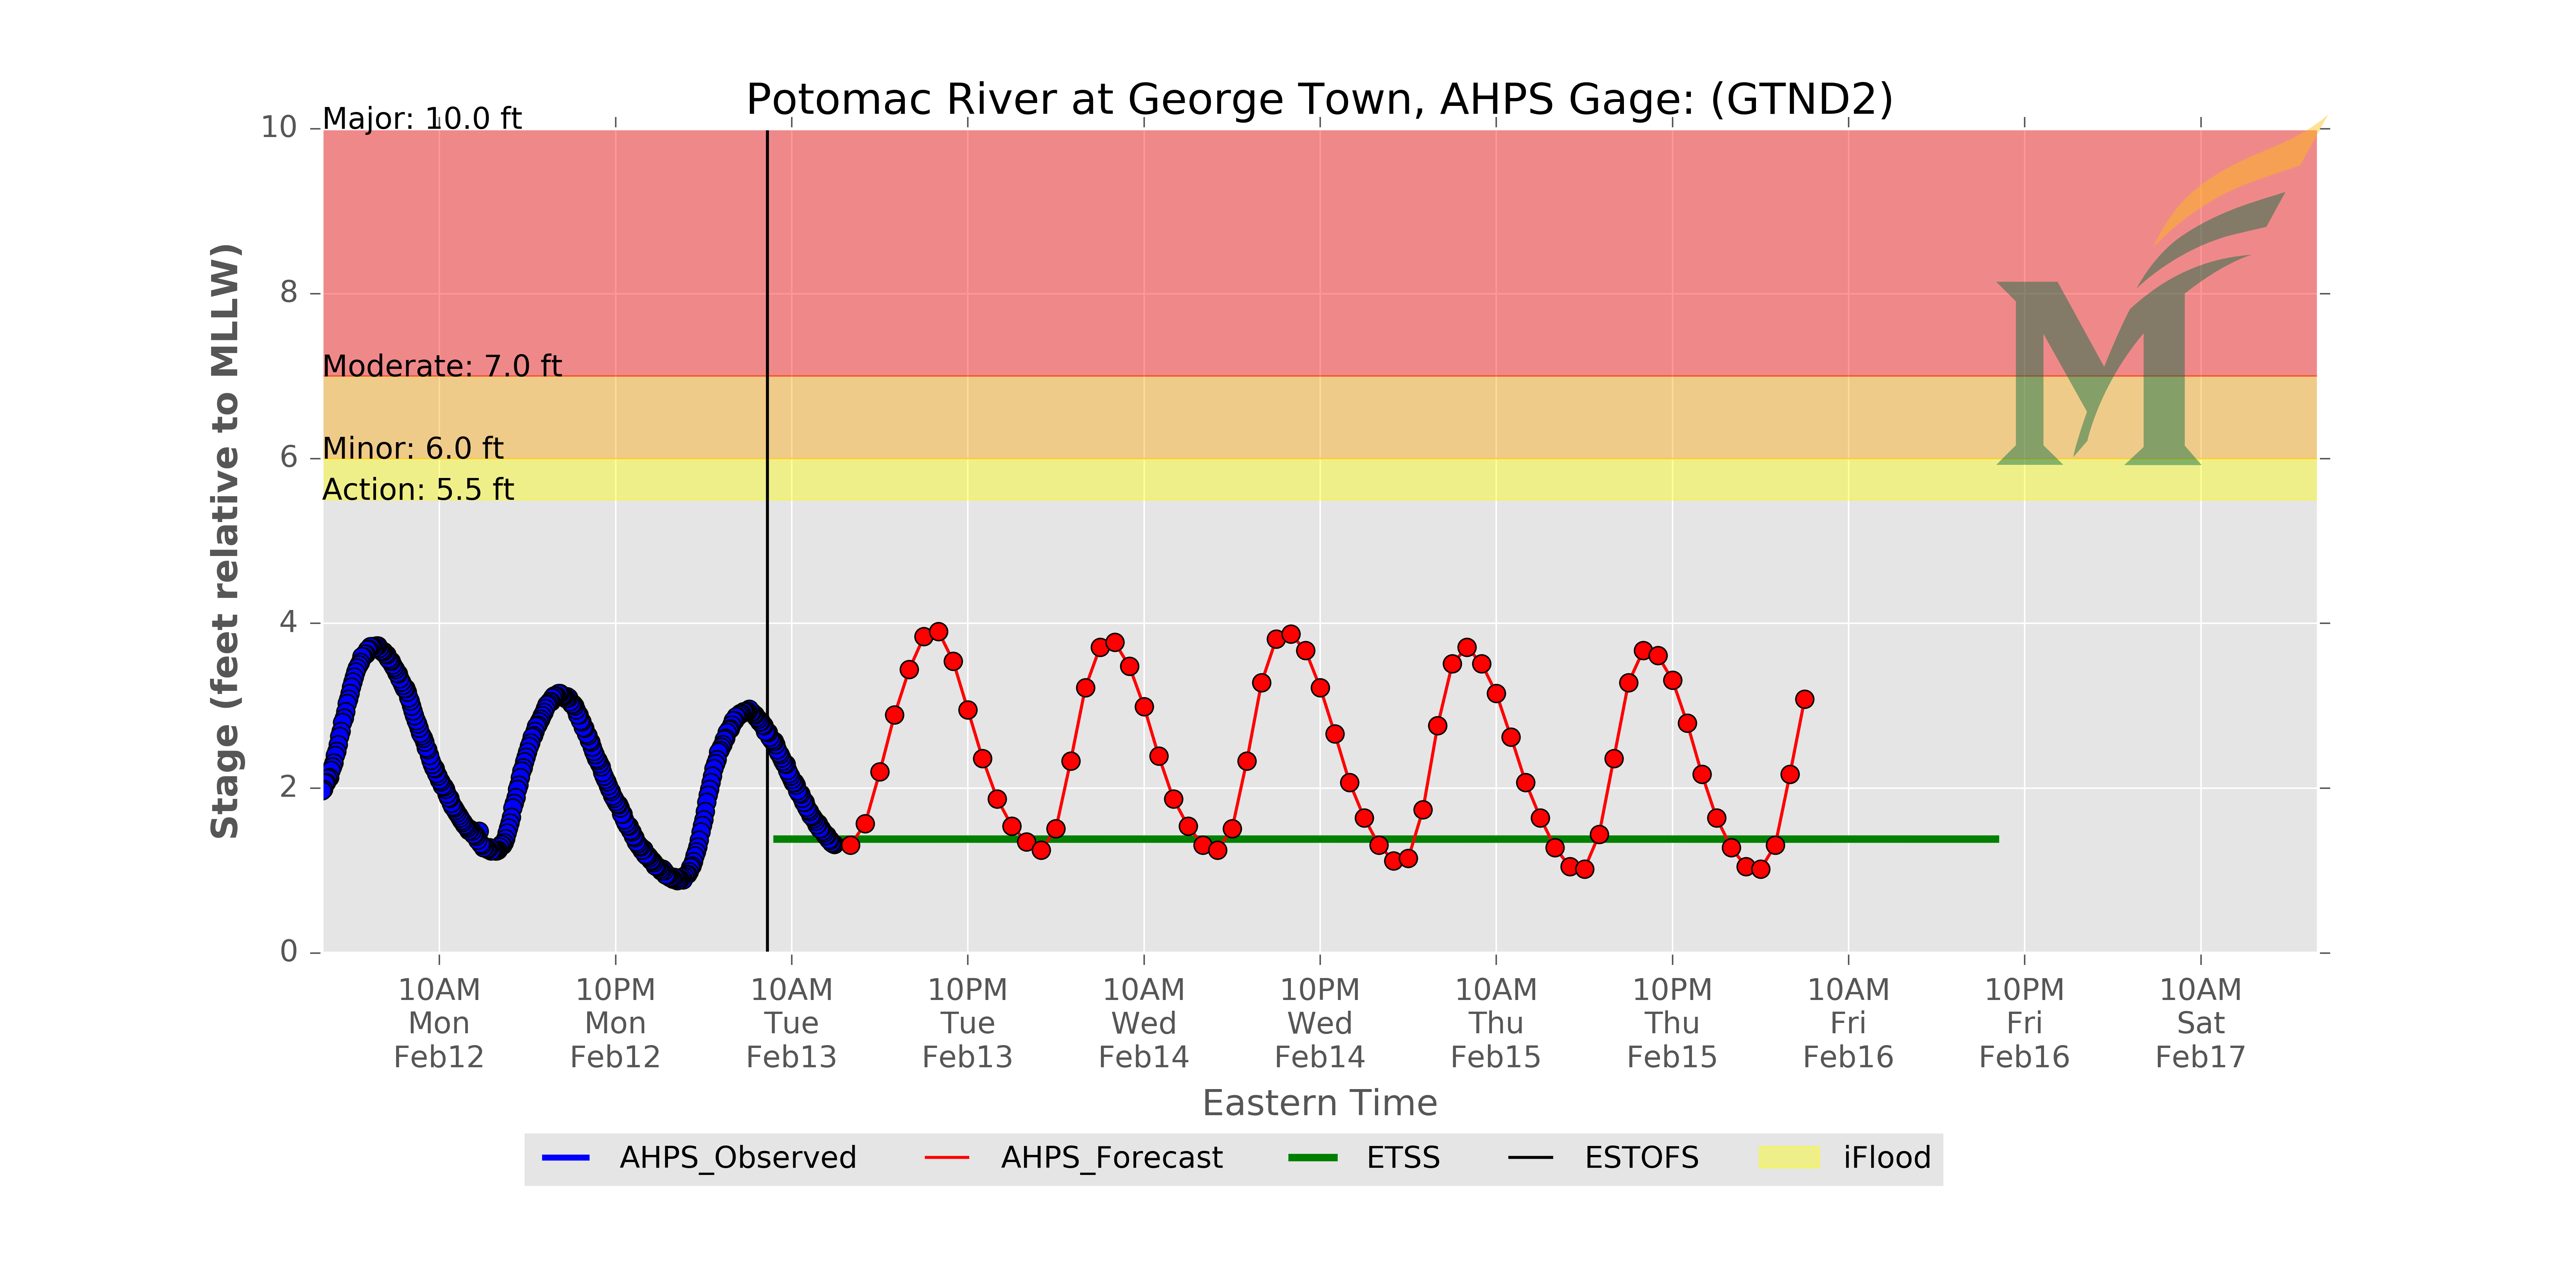 Potomac River at George Town, AHPS Gage: (GTND2)
Major: 10.0 ft
Moderate: 7.0 ft
Minor: 6.0 ft
Action: 5.5 ft
Stage (feet relative to MLLW)
10
8
6
4
2
0
10AM Mon Feb12
10PM Mon Feb12
10AM Tue Feb13
10PM Tue Feb13
10AM Wed Feb14
10PM Wed Feb14
10AM Thu Feb15
10PM Thu Feb15
10AM Fri Feb16
10PM Fri Feb16
10AM Sat Feb17
Eastern Time
AHPS_Observed
AHPS_Forecast
ETSS
ESTOFS
iFlood
M